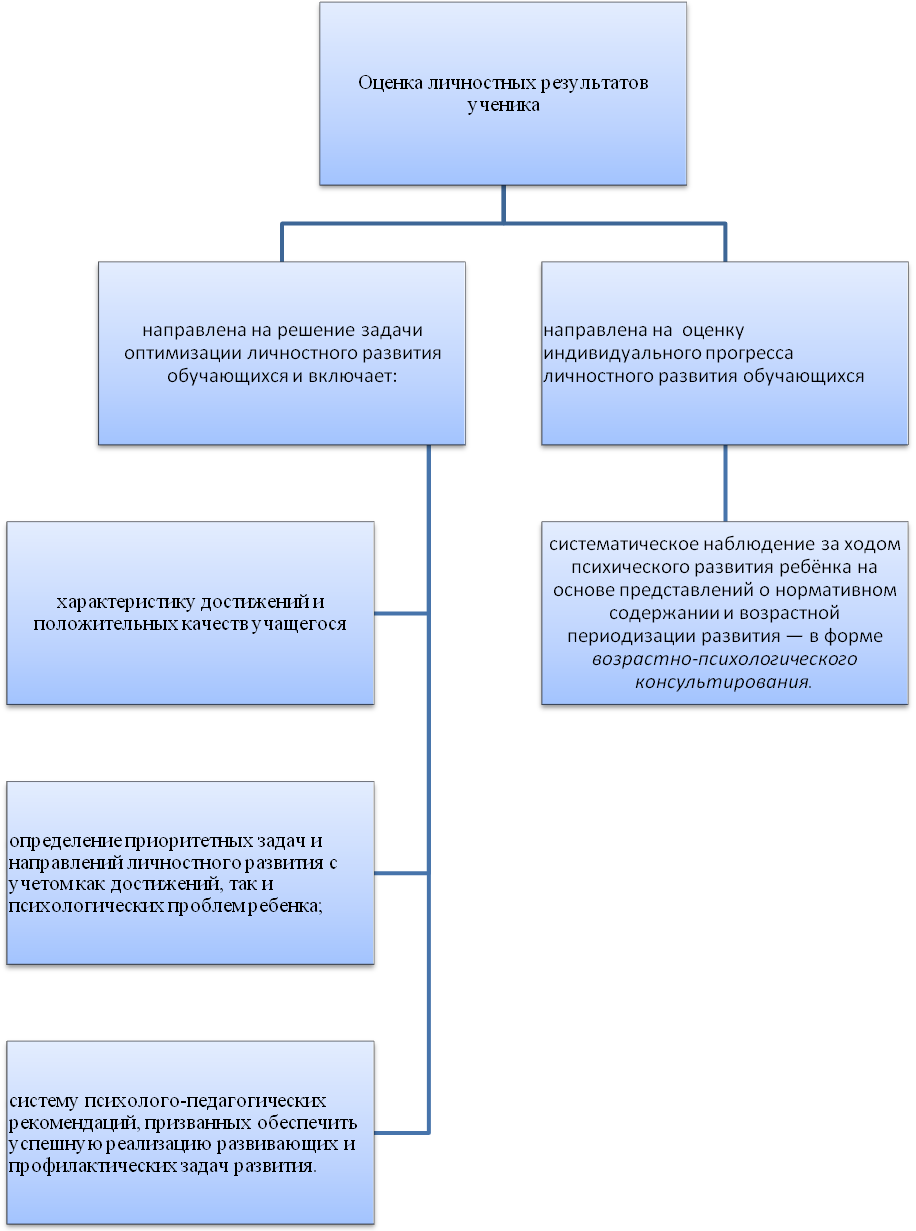 Оценка личностных результатов
ученика
направлена на решение задачи
оптимизации личностного развития
обучающихся и включает:
направлена на оценку
индивидуального прогресса
личностного развития обучающихся
характеристику достижений и
положительных качеств учащегося
систематическое наблюдение за ходом
психического развития ребёнка на
основе представлений о нормативном
содержании и возрастной
периодизации развития — в форме
возрастно-психологического
консультирования.
определение приоритетных задач и
направлений личностного развития с
учетом как достижений, так и
психологических проблем ребенка;
систему психолого-педагогических
рекомендаций, призванных обеспечить
успешную реализацию развивающих и
профилактических задач развития.